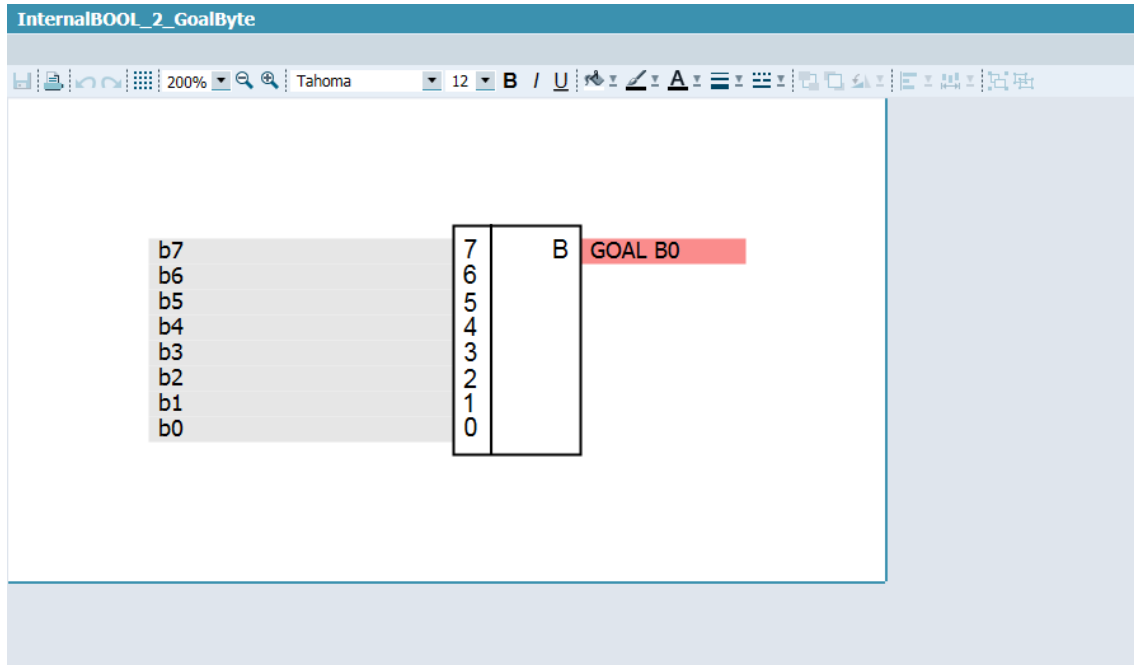 InternalBOOL_2_GoalByte
200% Tahoma 12 B I U A
b7 7 B GOAL B0
b6 6
b5 5
b4 4
b3 3
b2 2
b1 1
b0 0